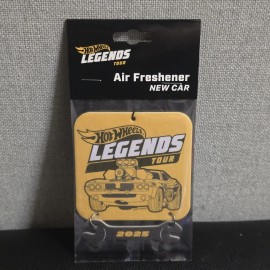 Hot Wheels
LEGENDS
TOUR
Air Freshener
NEW CAR
Hot Wheels
LEGENDS
TOUR
2025